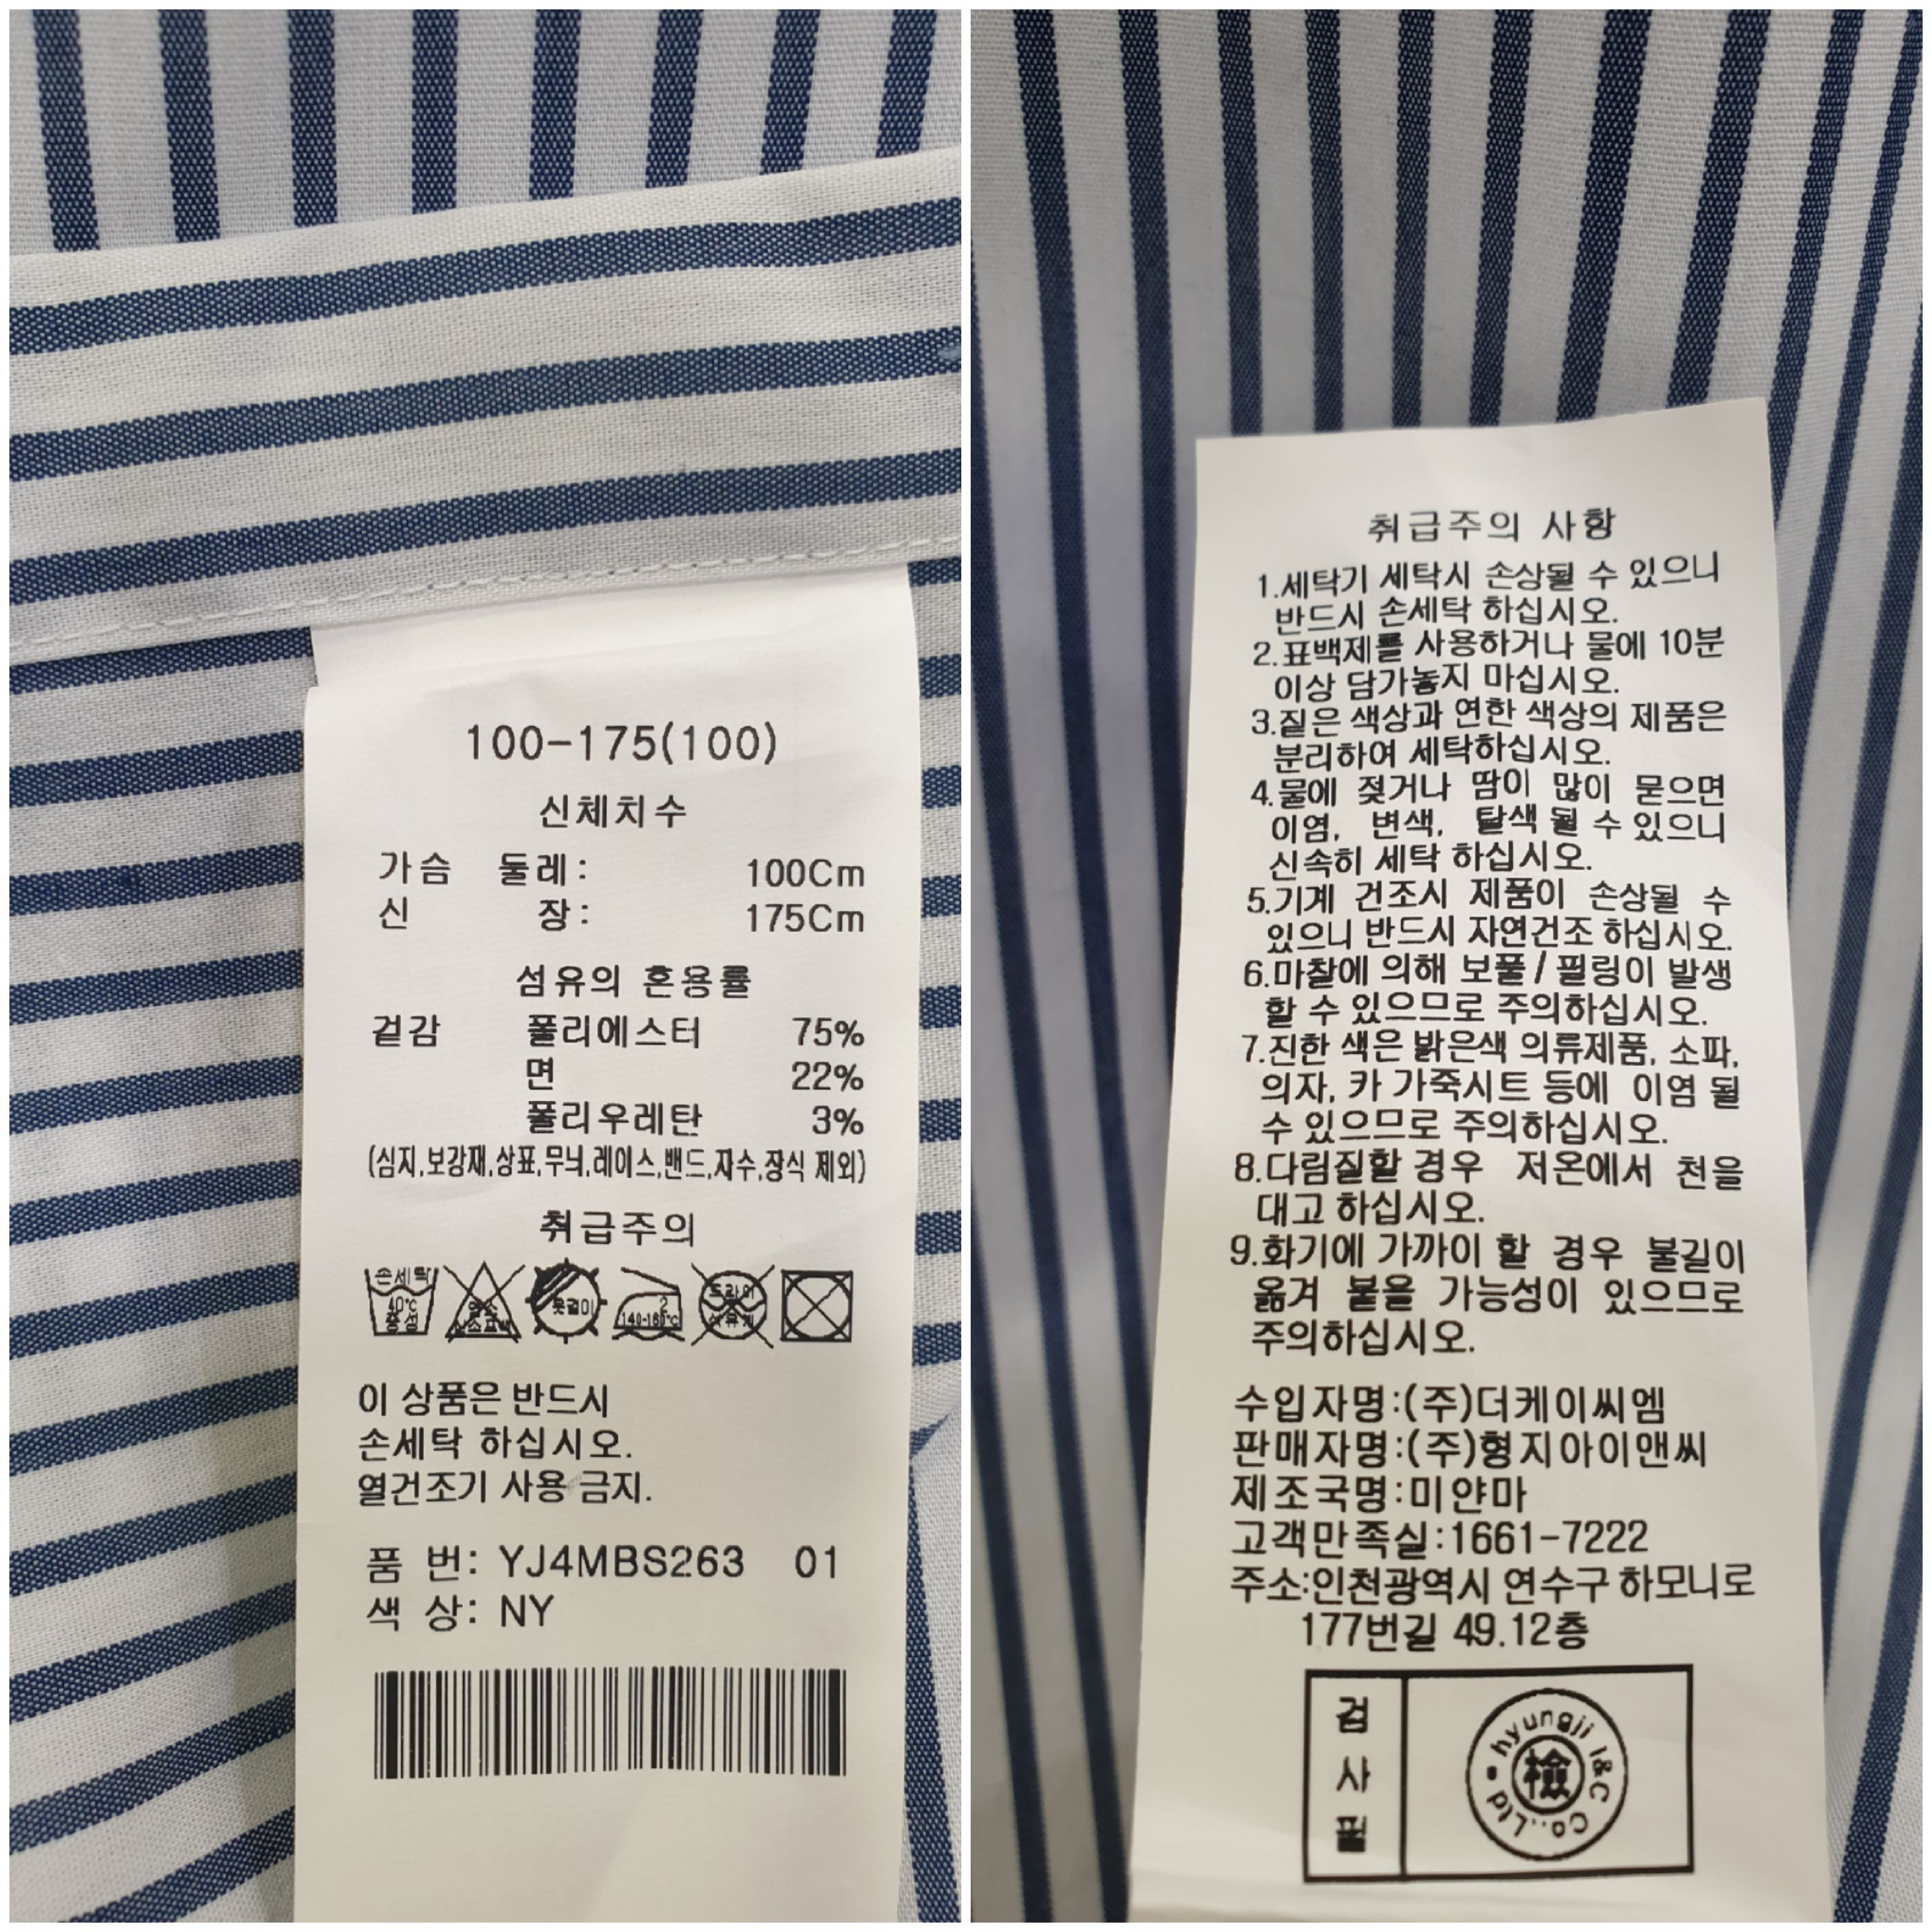 100-175(100)
신체치수
가슴 둘레: 100Cm
신 장: 175Cm
섬유의 혼용률
겉감 폴리에스터 75%
면 22%
폴리우레탄 3%
(심지,보강재,상표,무늬,레이스,밴드,자수,장식 제외)
취급주의
손세탁
40℃
중성
염소
산소표백
옷걸이
2
140-160℃
드라이
석유계
이 상품은 반드시
손세탁 하십시오.
열건조기 사용 금지.
품 번: YJ4MBS263 01
색 상: NY
취급주의 사항
1.세탁기 세탁시 손상될 수 있으니
반드시 손세탁 하십시오.
2.표백제를 사용하거나 물에 10분
이상 담가놓지 마십시오.
3.짙은 색상과 연한 색상의 제품은
분리하여 세탁하십시오.
4.물에 젖거나 땀이 많이 묻으면
이염, 변색, 탈색 될 수 있으니
신속히 세탁 하십시오.
5.기계 건조시 제품이 손상될 수
있으니 반드시 자연건조 하십시오.
6.마찰에 의해 보풀/필링이 발생
할 수 있으므로 주의하십시오.
7.진한 색은 밝은색 의류제품, 소파,
의자, 카 가죽시트 등에 이염 될
수 있으므로 주의하십시오.
8.다림질할 경우 저온에서 천을
대고 하십시오.
9.화기에 가까이 할 경우 불길이
옮겨 붙을 가능성이 있으므로
주의하십시오.
수입자명:(주)더케이씨엠
판매자명:(주)형지아이앤씨
제조국명:미얀마
고객만족실:1661-7222
주소:인천광역시 연수구 하모니로
177번길 49.12층
검사필
hyungji I&C Co.,Ltd
檢